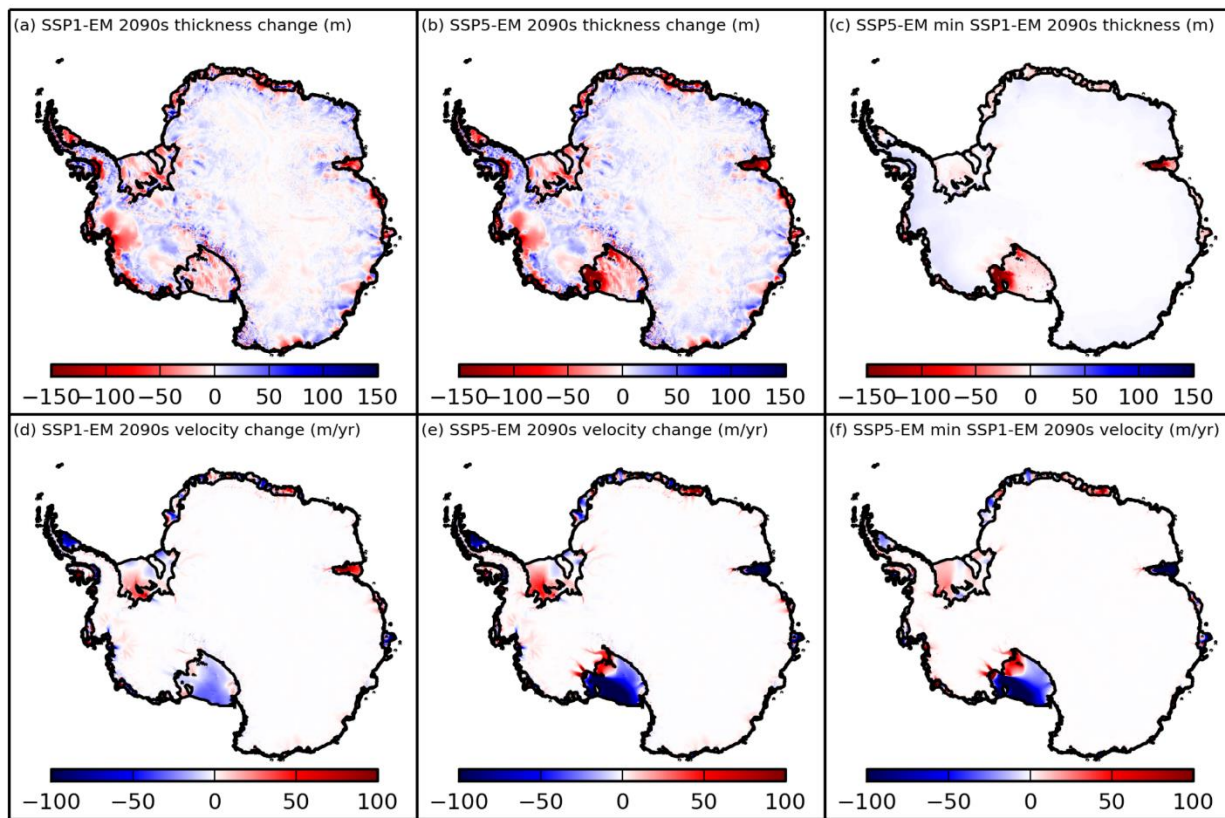 (a) SSP1-EM 2090s thickness change (m)
(b) SSP5-EM 2090s thickness change (m)
(c) SSP5-EM min SSP1-EM 2090s thickness (m)
−150−100−50 0 50 100 150
−150−100−50 0 50 100 150
−150−100−50 0 50 100 150
(d) SSP1-EM 2090s velocity change (m/yr)
(e) SSP5-EM 2090s velocity change (m/yr)
(f) SSP5-EM min SSP1-EM 2090s velocity (m/yr)
−100 −50 0 50 100
−100 −50 0 50 100
−100 −50 0 50 100